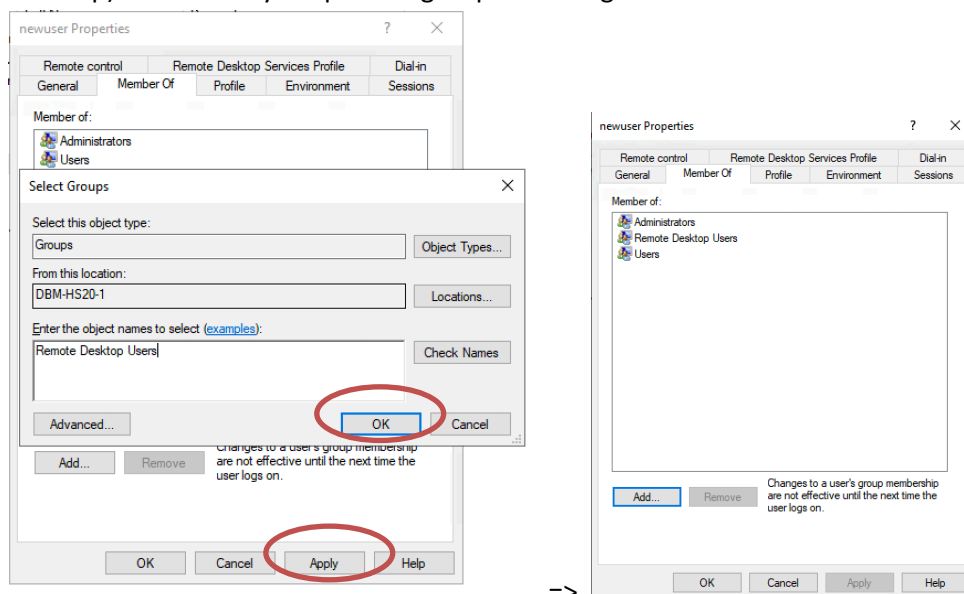 newuser Properties ? ×
Remote control Remote Desktop Services Profile Dial-in
General Member Of Profile Environment Sessions
Member of:
Administrators
Users
Select Groups ×
Select this object type:
Groups Object Types...
From this location:
DBM-HS20-1 Locations...
Enter the object names to select (examples):
Remote Desktop Users Check Names
Advanced... OK Cancel
Changes to a user's group membership
Add... Remove are not effective until the next time the
user logs on.
OK Cancel Apply Help
=>
newuser Properties ? ×
Remote control Remote Desktop Services Profile Dial-in
General Member Of Profile Environment Sessions
Member of:
Administrators
Remote Desktop Users
Users
Changes to a user's group membership
Add... Remove are not effective until the next time the
user logs on.
OK Cancel Apply Help